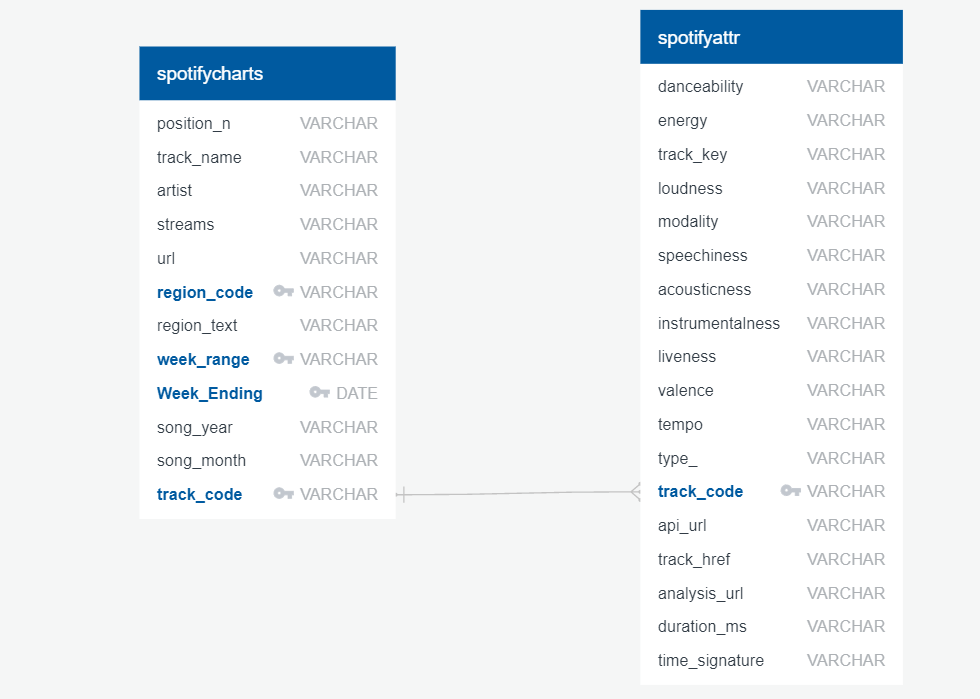 spotifycharts
position_n VARCHAR
track_name VARCHAR
artist VARCHAR
streams VARCHAR
url VARCHAR
region_code VARCHAR
region_text VARCHAR
week_range VARCHAR
Week_Ending DATE
song_year VARCHAR
song_month VARCHAR
track_code VARCHAR
spotifyattr
danceability VARCHAR
energy VARCHAR
track_key VARCHAR
loudness VARCHAR
modality VARCHAR
speechiness VARCHAR
acousticness VARCHAR
instrumentalness VARCHAR
liveness VARCHAR
valence VARCHAR
tempo VARCHAR
type_ VARCHAR
track_code VARCHAR
api_url VARCHAR
track_href VARCHAR
analysis_url VARCHAR
duration_ms VARCHAR
time_signature VARCHAR